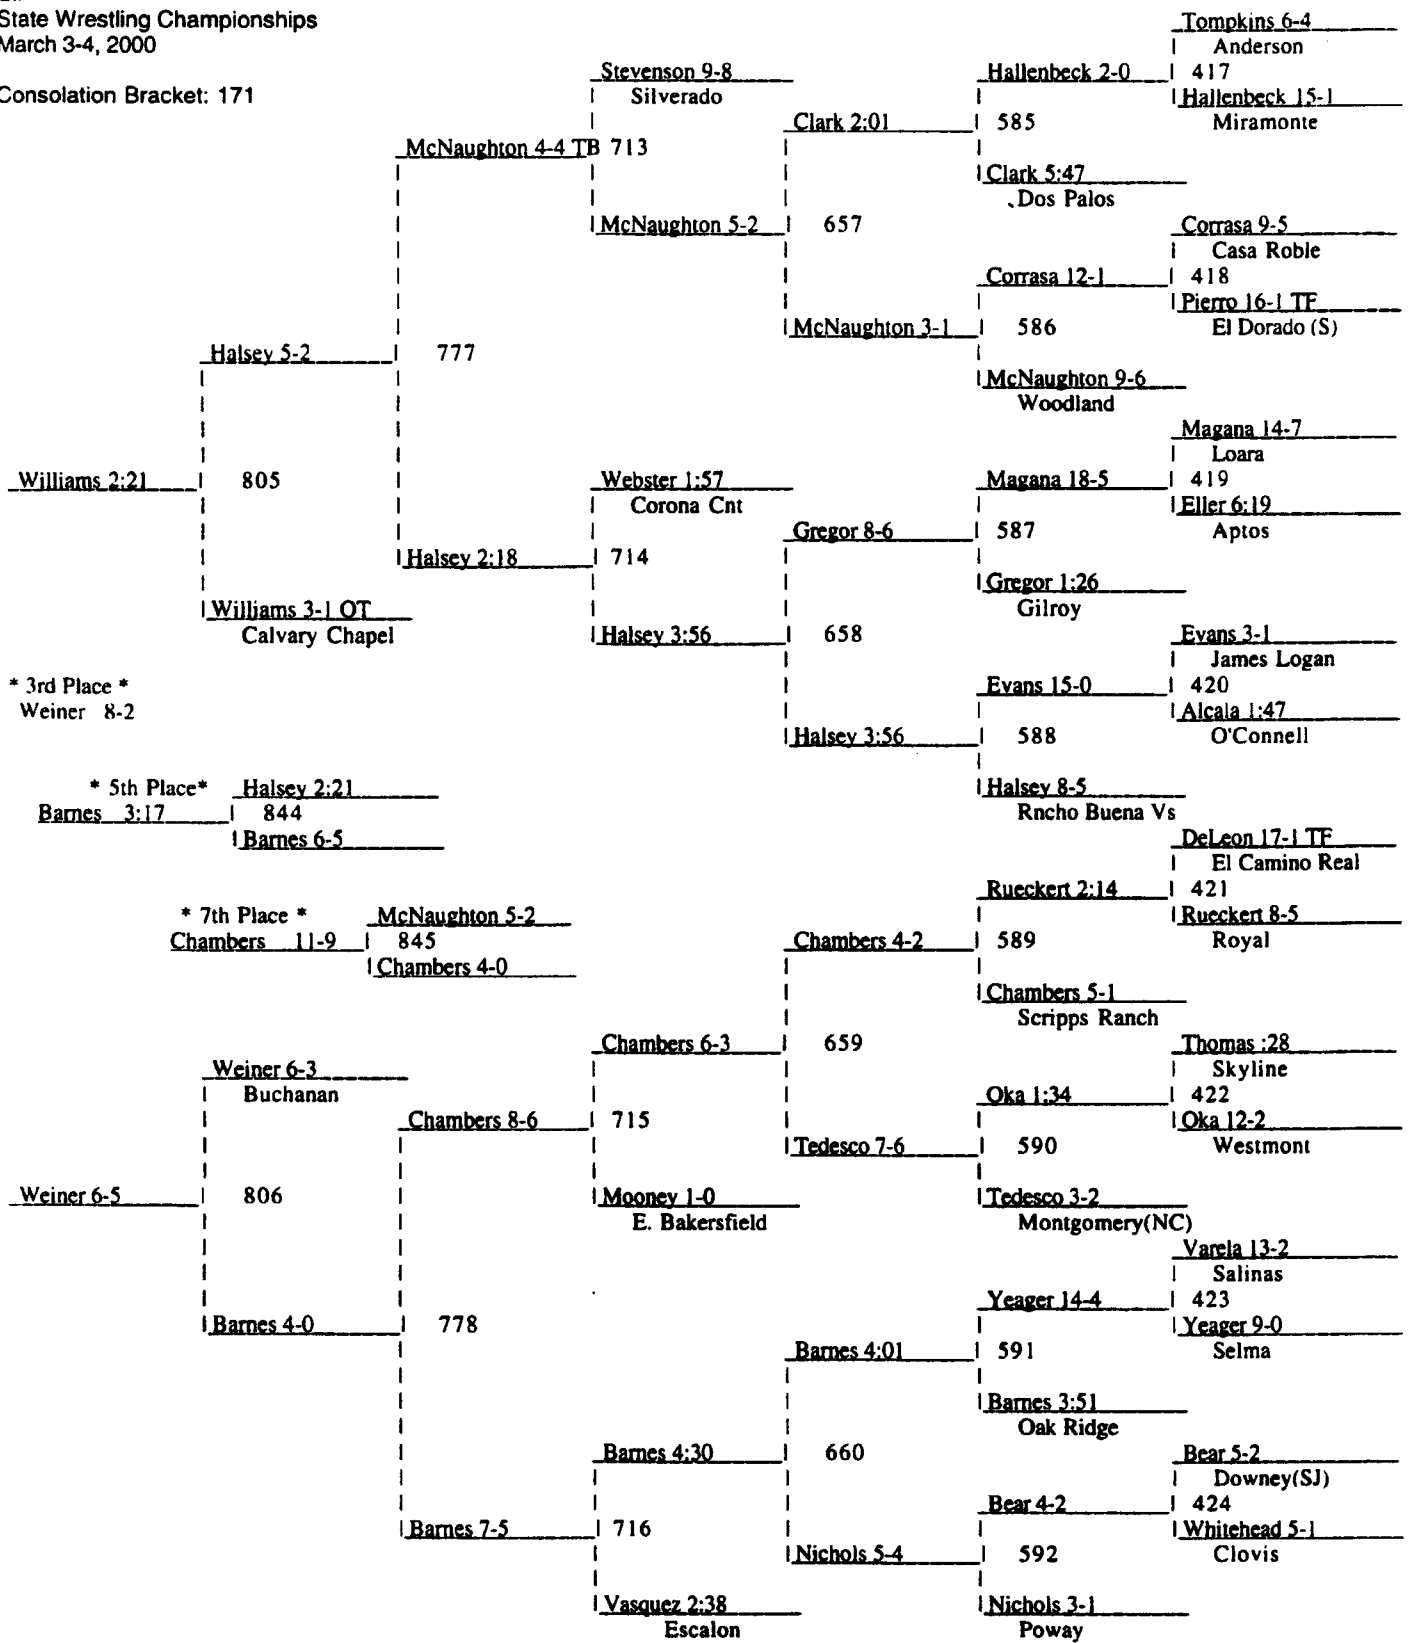 State Wrestling Championships
March 3-4, 2000
Consolation Bracket: 171
Tompkins 6-4
Anderson
Hallenbeck 2-0
417
Hallenbeck 15-1
Miramonte
Stevenson 9-8
Silverado
Clark 2:01
585
McNaughton 4-4 TB
713
Clark 5:47
Dos Palos
McNaughton 5-2
657
Corrasa 9-5
Casa Roble
Corrasa 12-1
418
Pierro 16-1 TF
El Dorado (S)
McNaughton 3-1
586
Halsey 5-2
777
McNaughton 9-6
Woodland
Magana 14-7
Loara
Williams 2:21
805
Webster 1:57
Corona Cnt
Magana 18-5
419
Eller 6:19
Aptos
Gregor 8-6
587
Halsey 2:18
714
Gregor 1:26
Gilroy
Williams 3-1 OT
Calvary Chapel
Halsey 3:56
658
Evans 3-1
James Logan
* 3rd Place *
Weiner 8-2
Evans 15-0
420
Alcala 1:47
O'Connell
Halsey 3:56
588
* 5th Place*
Halsey 2:21
Barnes 3:17
844
Barnes 6-5
Halsey 8-5
Rncho Buena Vs
DeLeon 17-1 TF
El Camino Real
Rueckert 2:14
421
Rueckert 8-5
Royal
* 7th Place *
McNaughton 5-2
Chambers 11-9
845
Chambers 4-0
Chambers 4-2
589
Chambers 5-1
Scripps Ranch
Chambers 6-3
659
Thomas :28
Skyline
Weiner 6-3
Buchanan
Oka 1:34
422
Oka 12-2
Westmont
Chambers 8-6
715
Tedesco 7-6
590
Weiner 6-5
806
Mooney 1-0
E. Bakersfield
Tedesco 3-2
Montgomery(NC)
Varela 13-2
Salinas
Yeager 14-4
423
Yeager 9-0
Selma
Barnes 4-0
778
Barnes 4:01
591
Barnes 3:51
Oak Ridge
Barnes 4:30
660
Bear 5-2
Downey(SJ)
Bear 4-2
424
Whitehead 5-1
Clovis
Barnes 7-5
716
Nichols 5-4
592
Vasquez 2:38
Escalon
Nichols 3-1
Poway